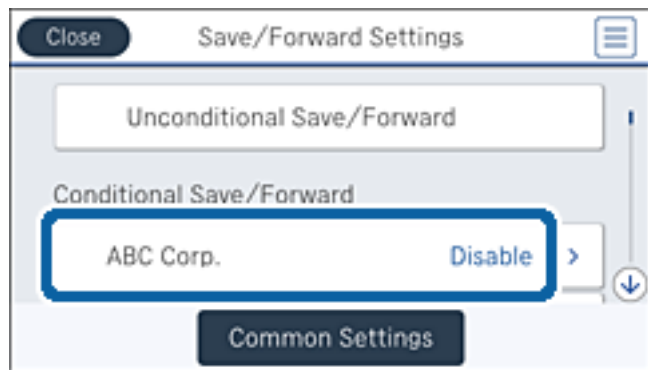 Close Save/Forward Settings
Unconditional Save/Forward
Conditional Save/Forward
ABC Corp. Disable >
Common Settings